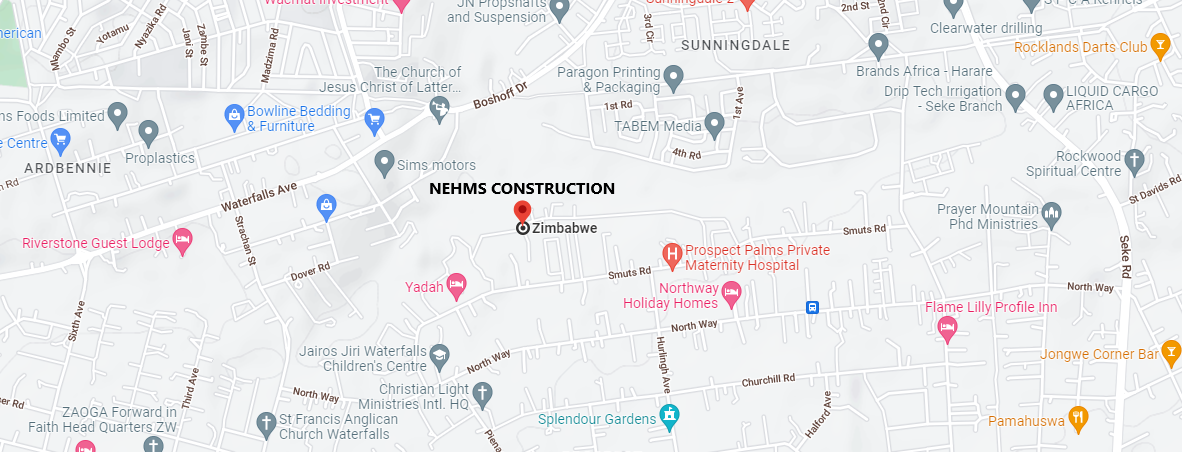 Wacmat Investment
JN Propshafts
and Suspension
3rd Cir
Sunningdale 2
2nd St
2nd Cir
Clearwater drilling
merican
Mlambo St
Yotamu
Nyazika Rd
Zambe St
Jani St
Madzima Rd
SUNNINGDALE
Rocklands Darts Club
The Church of
Jesus Christ of Latter...
Boshoff Dr
Paragon Printing
& Packaging
Brands Africa - Harare
Drip Tech Irrigation
- Seke Branch
LIQUID CARGO
AFRICA
ns Foods Limited
Bowline Bedding
& Furniture
1st Rd
1st Ave
TABEM Media
e Centre
Proplastics
ARDBENNIE
Sims motors
4th Rd
Rockwood
Spiritual Centre
St Davids Rd
Waterfalls Ave
NEHMS CONSTRUCTION
Zimbabwe
Prayer Mountain
Phd Ministries
Strachan St
Riverstone Guest Lodge
Smuts Rd
Seke Rd
Dover Rd
Prospect Palms Private
Maternity Hospital
Smuts Rd
Yadah
Northway
Holiday Homes
North Way
Flame Lilly Profile Inn
Sixth Ave
North Way
Hurlingh Ave
Jairos Jiri Waterfalls
Children's Centre
North Way
Jongwe Corner Bar
Third Ave
North Way
Christian Light
Ministries Intl. HQ
Churchill Rd
Halford Ave
ZAOGA Forward in
Faith Head Quarters ZW
St Francis Anglican
Church Waterfalls
Splendour Gardens
Pamahuswa